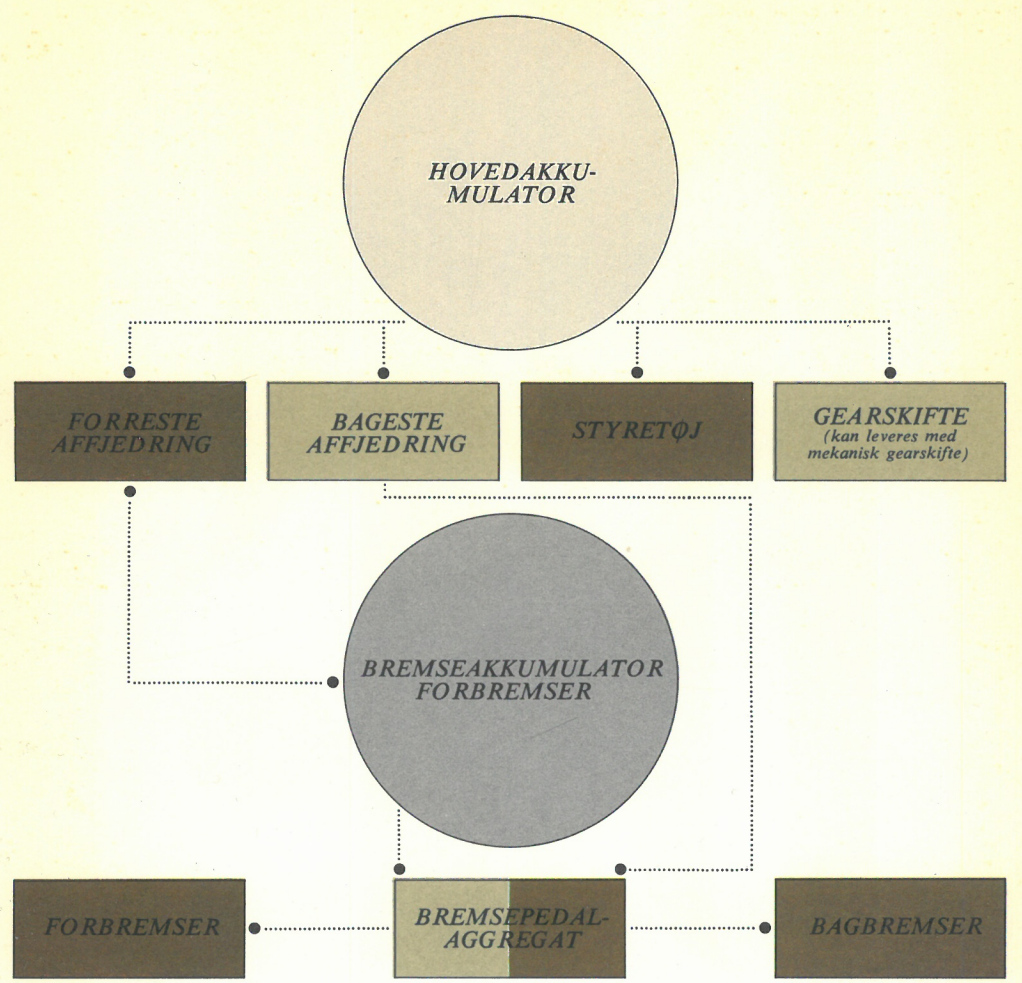 HOVEDAKKU-
MULATOR
FORRESTE
AFFJEDRING
BAGESTE
AFFJEDRING
STYRETØJ
GEARSKIFTE
(kan leveres med
mekanisk gearskifte)
BREMSEAKKUMULATOR
FORBREMSER
FORBREMSER
BREMSEPEDAL-
AGGREGAT
BAGBREMSER